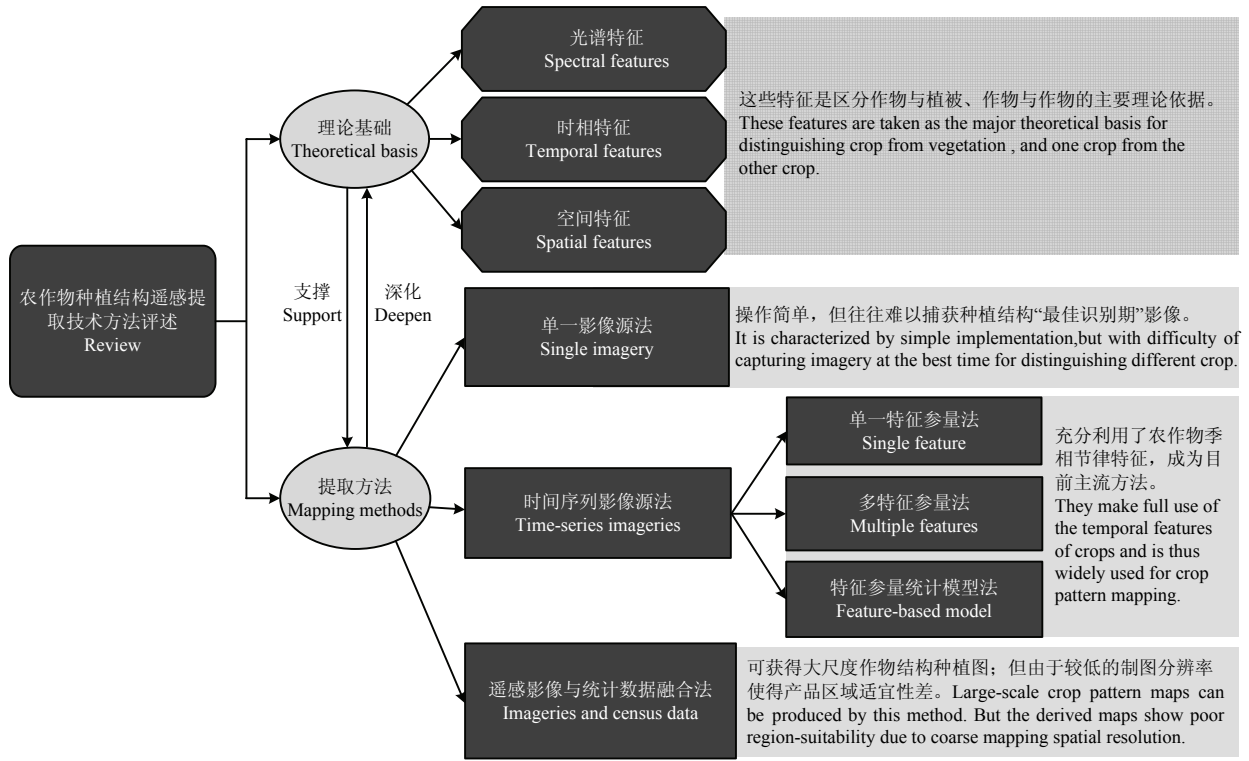 农作物种植结构遥感提
取技术方法评述
Review
理论基础
Theoretical basis
支撑
Support
深化
Deepen
提取方法
Mapping methods
光谱特征
Spectral features
时相特征
Temporal features
空间特征
Spatial features
这些特征是区分作物与植被、作物与作物的主要理论依据。
These features are taken as the major theoretical basis for
distinguishing crop from vegetation , and one crop from the
other crop.
单一影像源法
Single imagery
操作简单，但往往难以捕获种植结构“最佳识别期”影像。
It is characterized by simple implementation,but with difficulty of
capturing imagery at the best time for distinguishing different crop.
时间序列影像源法
Time-series imageries
单一特征参量法
Single feature
多特征参量法
Multiple features
特征参量统计模型法
Feature-based model
充分利用了农作物季
相节律特征，成为目
前主流方法。
They make full use of
the temporal features
of crops and is thus
widely used for crop
pattern mapping.
遥感影像与统计数据融合法
Imageries and census data
可获得大尺度作物结构种植图；但由于较低的制图分辨率
使得产品区域适宜性差。Large-scale crop pattern maps can
be produced by this method. But the derived maps show poor
region-suitability due to coarse mapping spatial resolution.